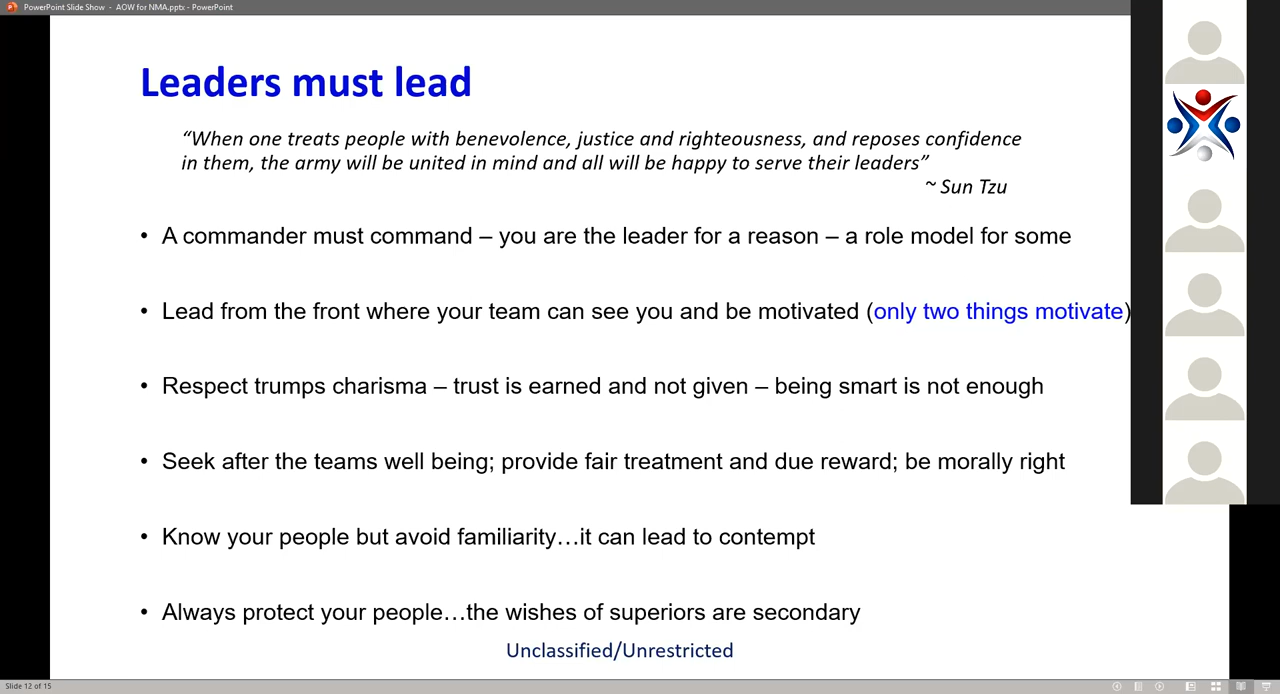 PowerPoint Slide Show - AOW for NMA.pptx - PowerPoint
Leaders must lead
“When one treats people with benevolence, justice and righteousness, and reposes confidence
in them, the army will be united in mind and all will be happy to serve their leaders”
~ Sun Tzu
• A commander must command – you are the leader for a reason – a role model for some
• Lead from the front where your team can see you and be motivated (only two things motivate)
• Respect trumps charisma – trust is earned and not given – being smart is not enough
• Seek after the teams well being; provide fair treatment and due reward; be morally right
• Know your people but avoid familiarity…it can lead to contempt
• Always protect your people…the wishes of superiors are secondary
Unclassified/Unrestricted
Slide 12 of 15